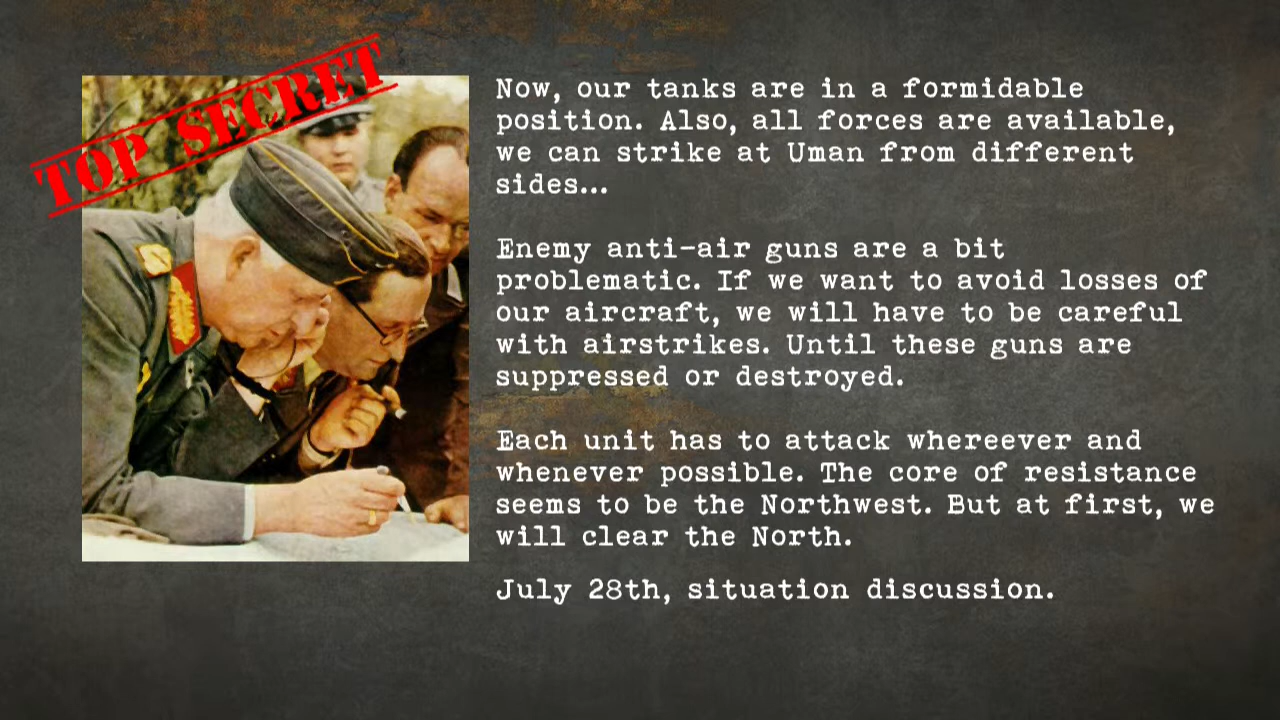 TOP SECRET
Now, our tanks are in a formidable
position. Also, all forces are available,
we can strike at Uman from different
sides...
Enemy anti-air guns are a bit
problematic. If we want to avoid losses of
our aircraft, we will have to be careful
with airstrikes. Until these guns are
suppressed or destroyed.
Each unit has to attack whereever and
whenever possible. The core of resistance
seems to be the Northwest. But at first, we
will clear the North.
July 28th, situation discussion.